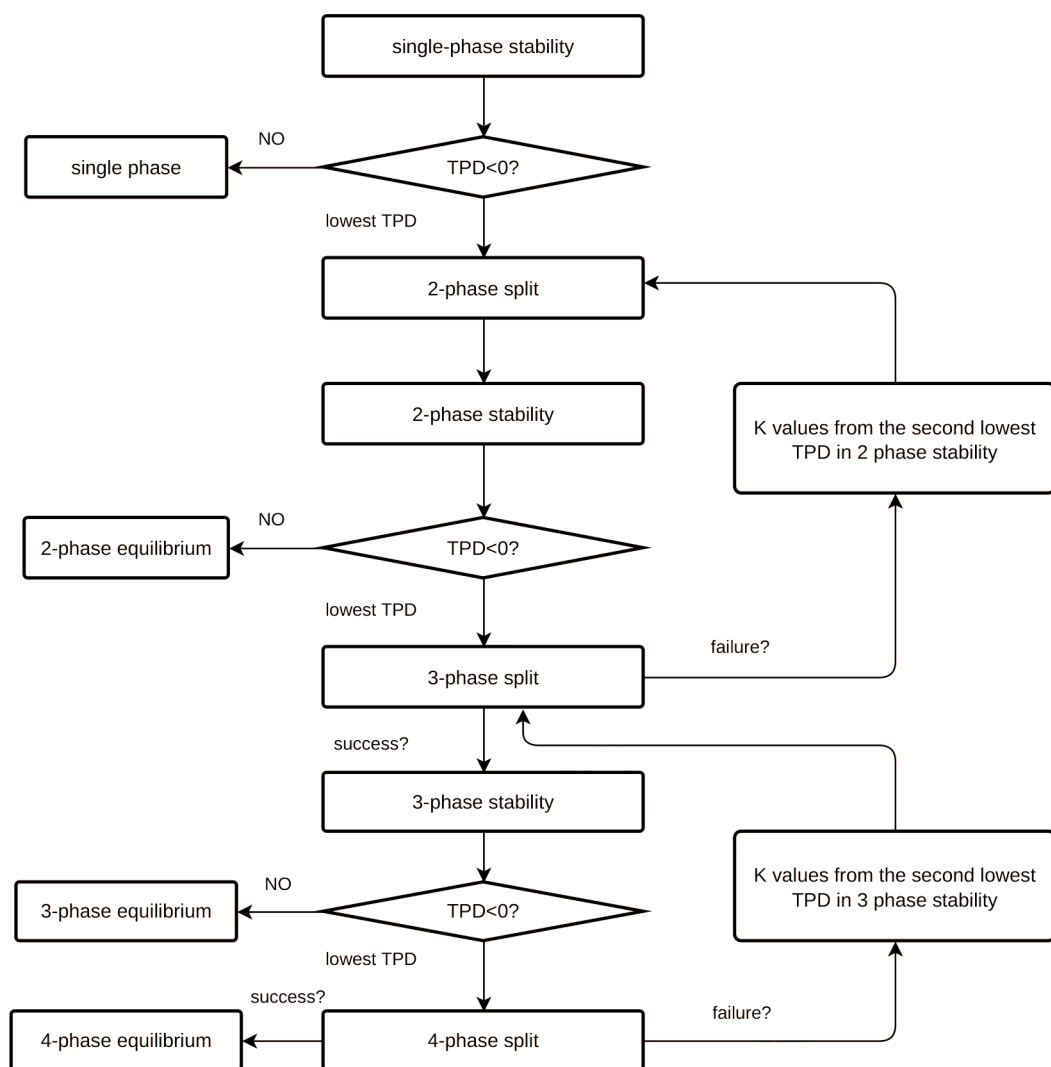 single-phase stability
NO
single phase
TPD<0?
lowest TPD
2-phase split
2-phase stability
K values from the second lowest
TPD in 2 phase stability
NO
2-phase equilibrium
TPD<0?
lowest TPD
3-phase split
failure?
success?
3-phase stability
K values from the second lowest
TPD in 3 phase stability
NO
3-phase equilibrium
TPD<0?
lowest TPD
success?
4-phase equilibrium
4-phase split
failure?